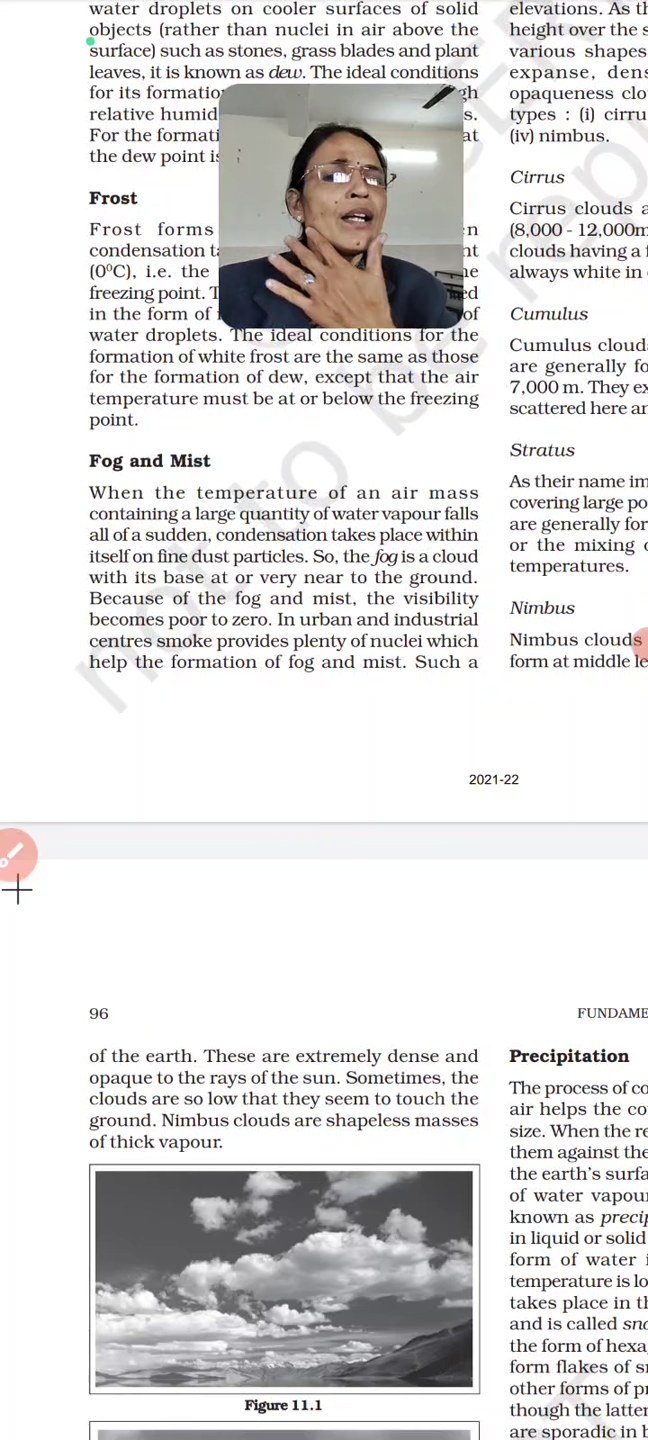 water droplets on cooler surfaces of solid
objects (rather than nuclei in air above the
surface) such as stones, grass blades and plant
leaves, it is known as dew. The ideal conditions
for its formation
relative humid
For the formati
at
the dew point is
Frost
Frost forms
condensation ta
(0⁰C), i.e. the
freezing point. T
in the form of
of
water droplets. The ideal conditions for the
formation of white frost are the same as those
for the formation of dew, except that the air
temperature must be at or below the freezing
point.
Fog and Mist
When the temperature of an air mass
containing a large quantity of water vapour falls
all of a sudden, condensation takes place within
itself on fine dust particles. So, the fog is a cloud
with its base at or very near to the ground.
Because of the fog and mist, the visibility
becomes poor to zero. In urban and industrial
centres smoke provides plenty of nuclei which
help the formation of fog and mist. Such a
elevations. As th
height over the s
various shapes
expanse, dens
opaqueness clo
types : (i) cirru
(iv) nimbus.
Cirrus
Cirrus clouds a
(8,000 - 12,000m
clouds having a f
always white in
Cumulus
Cumulus clouds
are generally fo
7,000 m. They ex
scattered here an
Stratus
As their name im
covering large po
are generally for
or the mixing o
temperatures.
Nimbus
Nimbus clouds
form at middle le
not to be rep
2021-22
96
FUNDAME
of the earth. These are extremely dense and
opaque to the rays of the sun. Sometimes, the
clouds are so low that they seem to touch the
ground. Nimbus clouds are shapeless masses
of thick vapour.
Figure 11.1
Precipitation
The process of co
air helps the co
size. When the re
them against the
the earth's surfa
of water vapour
known as precip
in liquid or solid
form of water i
temperature is lo
takes place in th
and is called sno
the form of hexa
form flakes of s
other forms of pr
though the latter
are sporadic in b